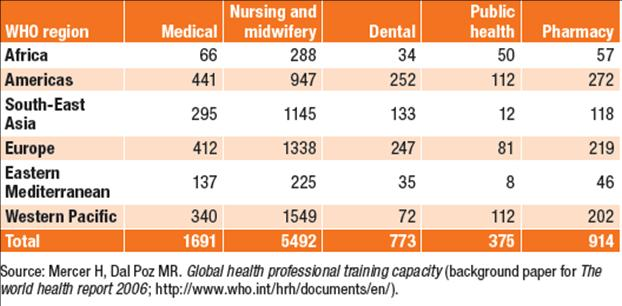 WHO region Medical Nursing and midwifery Dental Public health Pharmacy
Africa 66 288 34 50 57
Americas 441 947 252 112 272
South-East Asia 295 1145 133 12 118
Europe 412 1338 247 81 219
Eastern Mediterranean 137 225 35 8 46
Western Pacific 340 1549 72 112 202
Total 1691 5492 773 375 914
Source: Mercer H, Dal Poz MR. Global health professional training capacity (background paper for The
world health report 2006; http://www.who.int/hrh/documents/en/).